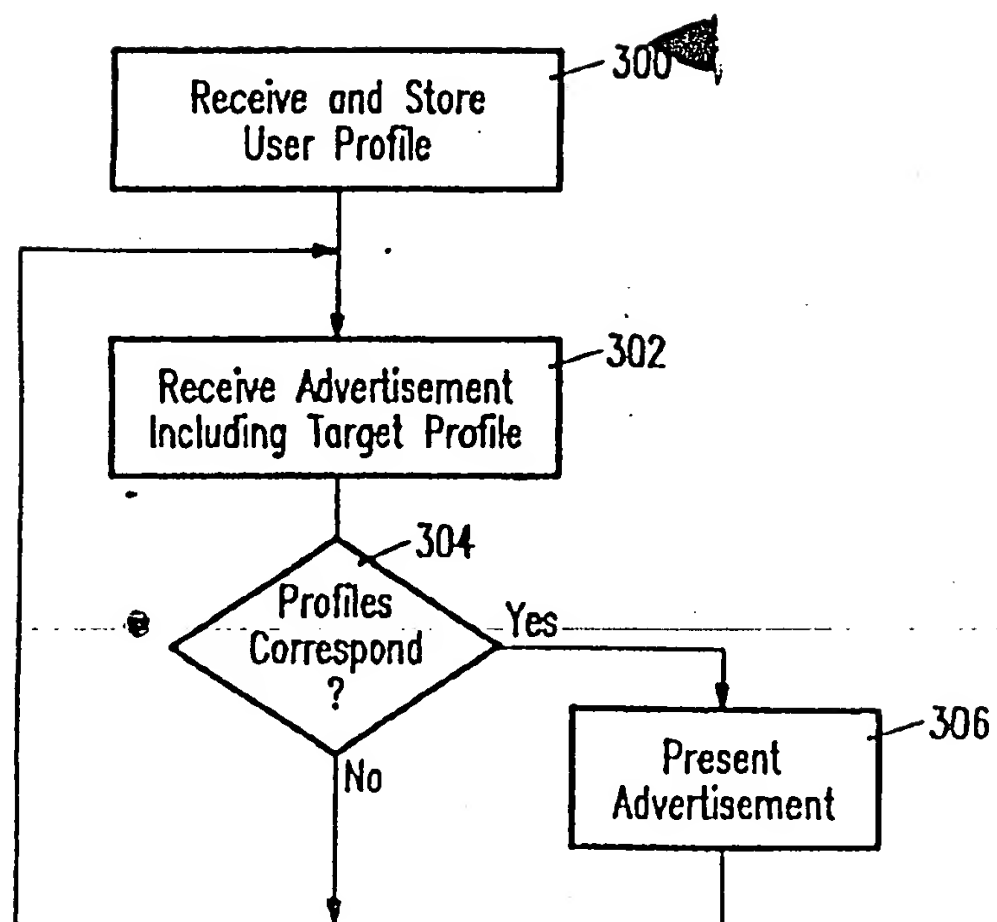 300
Receive and Store
User Profile
302
Receive Advertisement
Including Target Profile
304
Profiles
Correspond
?
Yes
No
306
Present
Advertisement